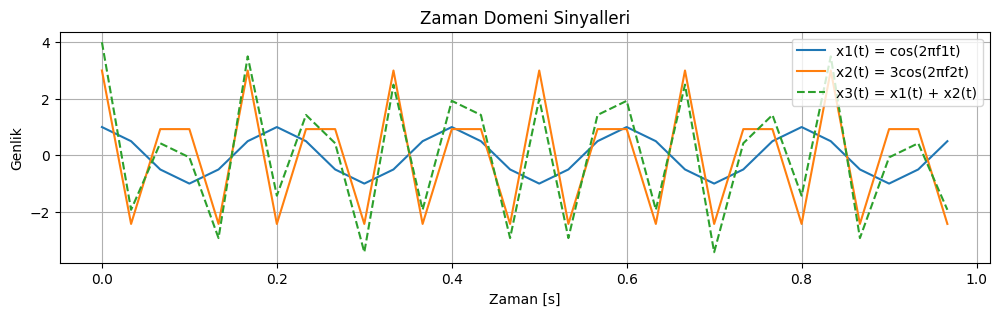 Zaman Domeni Sinyalleri
x1(t) = cos(2πf1t)
x2(t) = 3cos(2πf2t)
x3(t) = x1(t) + x2(t)
Genlik
4
2
0
−2
0.0 0.2 0.4 0.6 0.8 1.0
Zaman [s]